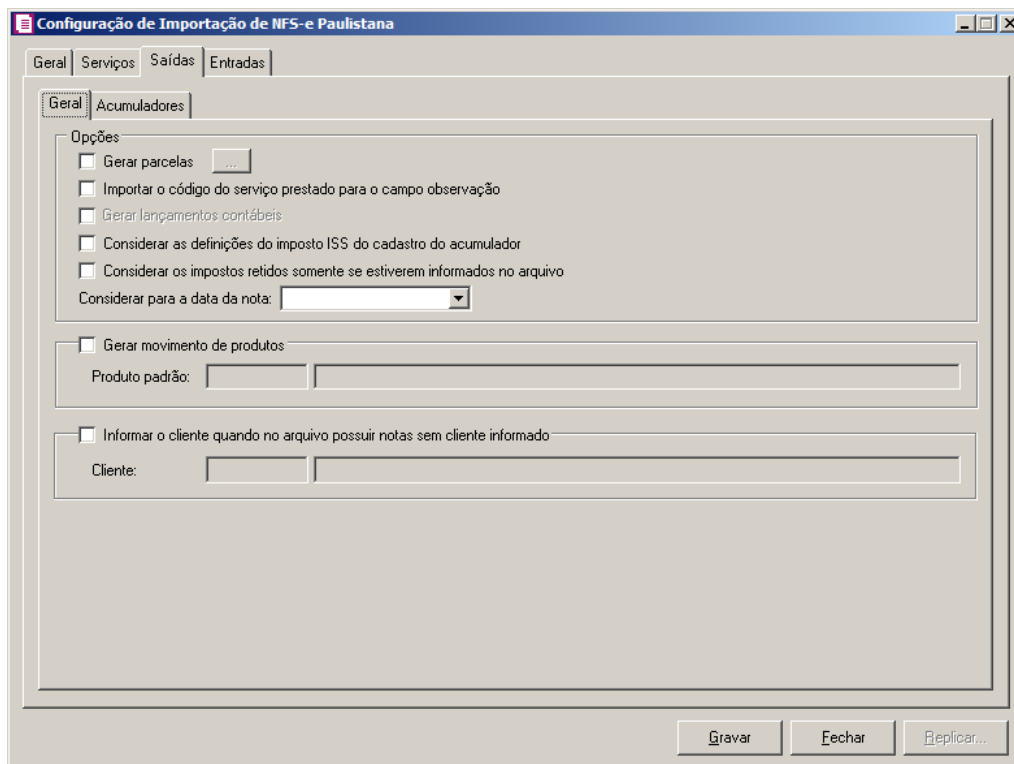 Configuração de Importação de NFS-e Paulistana
Geral Serviços Saídas Entradas
Geral Acumuladores
Opções
Gerar parcelas ...
Importar o código do serviço prestado para o campo observação
Gerar lançamentos contábeis
Considerar as definições do imposto ISS do cadastro do acumulador
Considerar os impostos retidos somente se estiverem informados no arquivo
Considerar para a data da nota:
Gerar movimento de produtos
Produto padrão:
Informar o cliente quando no arquivo possuir notas sem cliente informado
Cliente:
Gravar Fechar Replicar...